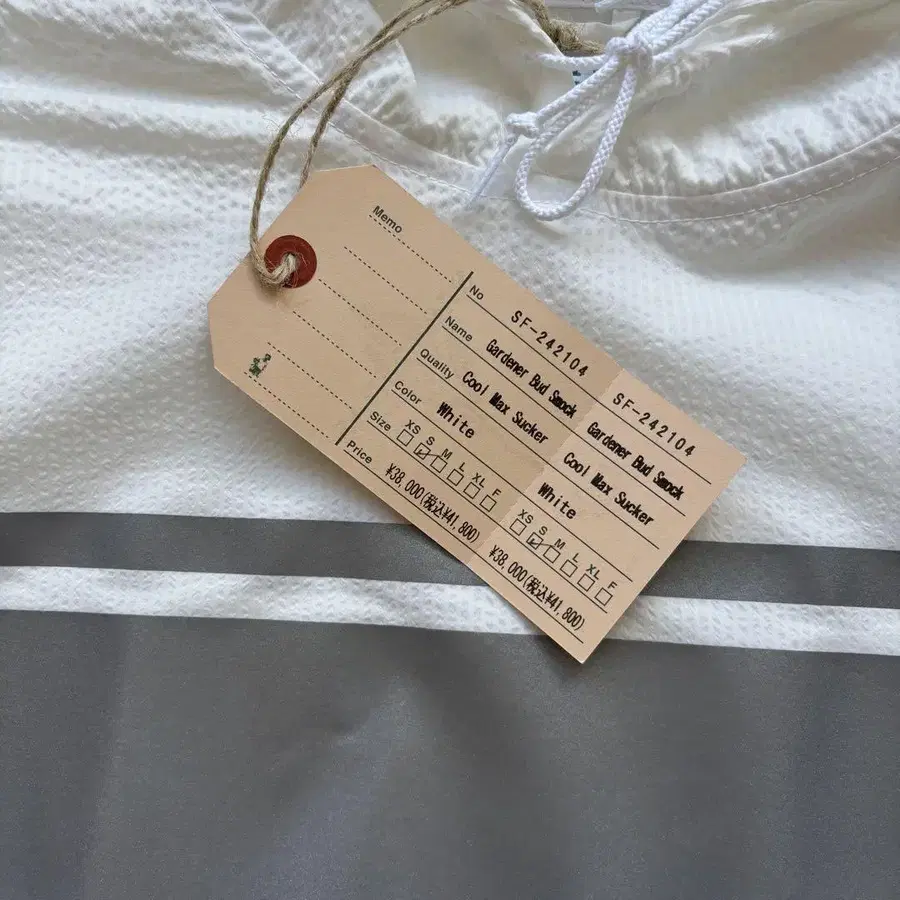 Memo
No SF-242104
Name Gardener Bud Smock
Quality Cool Max Sucker
Color White
Size XS S M L XL F
Price ¥38,000(税込¥41,800)
SF-242104
Gardener Bud Smock
Cool Max Sucker
White
XS S M L XL F
¥38,000(税込¥41,800)